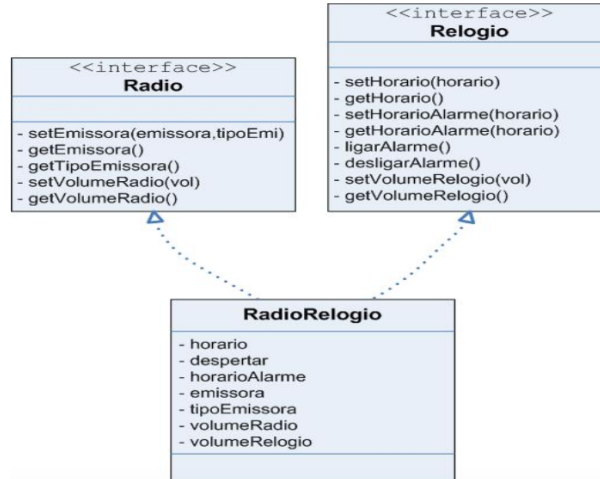 <<interface>>
Radio
- setEmissora(emissora,tipoEmi)
- getEmissora()
- getTipoEmissora()
- setVolumeRadio(vol)
- getVolumeRadio()
<<interface>>
Relogio
- setHorario(horario)
- getHorario()
- setHorarioAlarme(horario)
- getHorarioAlarme(horario)
- ligarAlarme()
- desligarAlarme()
- setVolumeRelogio(vol)
- getVolumeRelogio()
RadioRelogio
- horario
- despertar
- horarioAlarme
- emissora
- tipoEmissora
- volumeRadio
- volumeRelogio